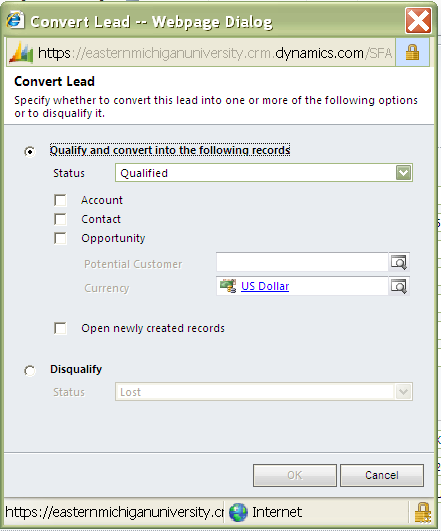 Convert Lead -- Webpage Dialog
https://easternmichiganuniversity.crm.dynamics.com/SFA
Convert Lead
Specify whether to convert this lead into one or more of the following options
or to disqualify it.
Qualify and convert into the following records
Status Qualified
Account
Contact
Opportunity
Potential Customer
Currency US Dollar
Open newly created records
Disqualify
Status Lost
OK Cancel
https://easternmichiganuniversity.cr Internet